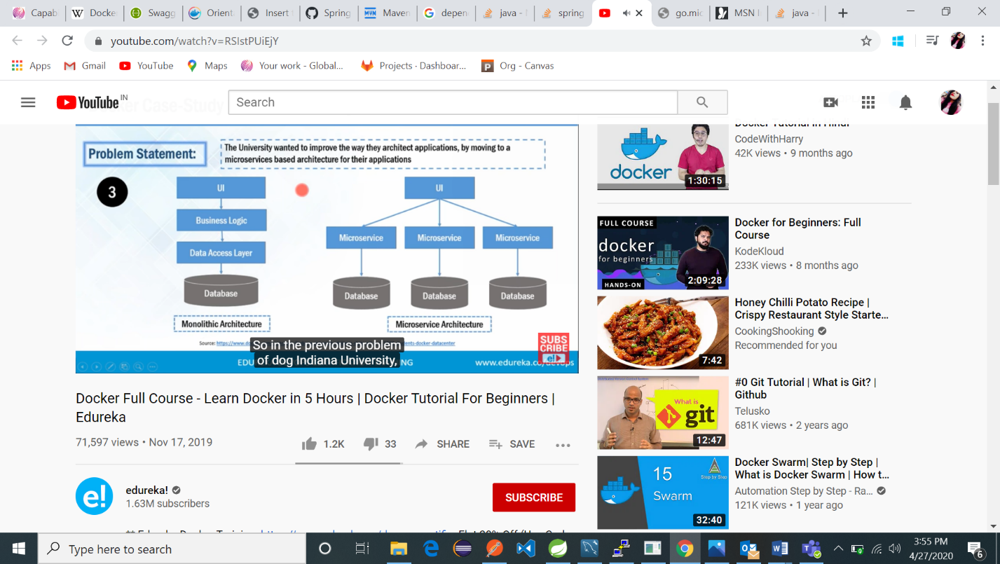 Capab
Docke
Swagg
Orient
Insert
Spring
Maven
depen
java -
spring
go.mic
MSN I
java -
youtube.com/watch?v=RSIstPUiEjY
Apps
Gmail
YouTube
Maps
Your work - Global...
Projects · Dashboar...
Org - Canvas
YouTube IN
Search
Problem Statement:
The University wanted to improve the way they architect applications, by moving to a
microservices based architecture for their applications
3
UI
Business Logic
Data Access Layer
Database
Monolithic Architecture
UI
Microservice
Microservice
Microservice
Database
Database
Database
Microservice Architecture
Source:
So in the previous problem
of dog Indiana University,
www.edureka.co/devops
SUBS
CRIBE
e!
Docker Full Course - Learn Docker in 5 Hours | Docker Tutorial For Beginners |
Edureka
71,597 views • Nov 17, 2019
1.2K
33
SHARE
SAVE
e!
edureka!
1.63M subscribers
SUBSCRIBE
Docker Tutorial in Hindi
CodeWithHarry
42K views • 9 months ago
docker
1:30:15
FULL COURSE
docker
for beginners
HANDS-ON
2:09:28
Docker for Beginners: Full
Course
KodeKloud
233K views • 8 months ago
7:42
Honey Chilli Potato Recipe |
Crispy Restaurant Style Starte...
CookingShooking
Recommended for you
What is
git
12:47
#0 Git Tutorial | What is Git? |
Github
Telusko
681K views • 2 years ago
15
Swarm
Step by Step
32:40
Docker Swarm| Step by Step |
What is Docker Swarm | How t...
Automation Step by Step - Ra...
121K views • 1 year ago
Type here to search
3:55 PM
4/27/2020
6